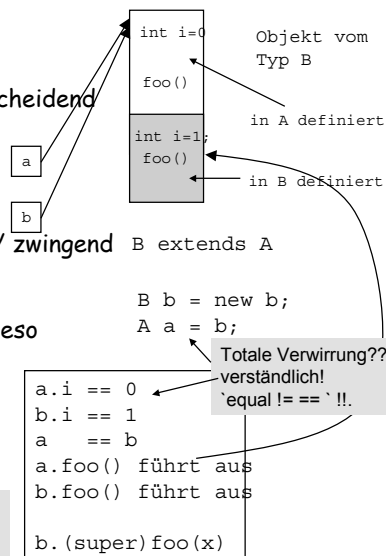 int i=0
foo()
Objekt vom
Typ B
cheidend
in A definiert
int i=1;
foo()
a
in B definiert
b
zwingend B extends A
B b = new b;
A a = b;
eso
Totale Verwirrung??
verständlich!
`equal != == ` !!.
a.i == 0
b.i == 1
a == b
a.foo() führt aus
b.foo() führt aus
b.(super)foo(x)